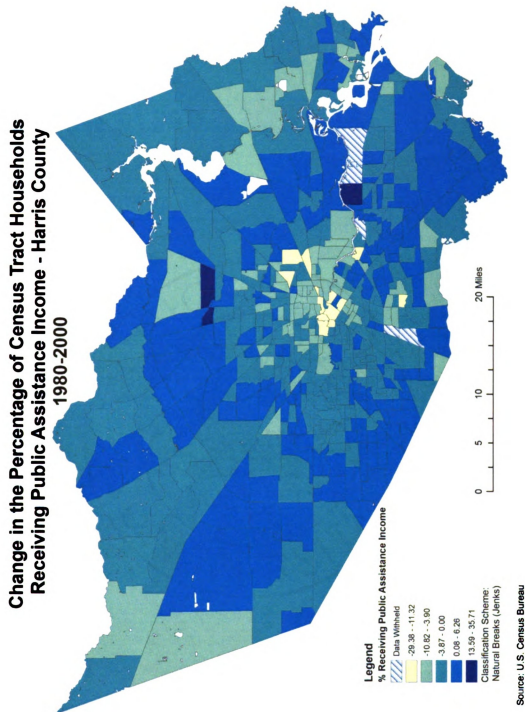 Change in the Percentage of Census Tract Households
Receiving Public Assistance Income - Harris County
1980-2000
Legend
% Receiving Public Assistance Income
Data Withheld
-29.38 - -11.32
-10.82 - -3.90
-3.87 - 0.00
0.08 - 6.26
13.59 - 35.71
Classification Scheme:
Natural Breaks (Jenks)
0 5 10 20 Miles
Source: U.S. Census Bureau